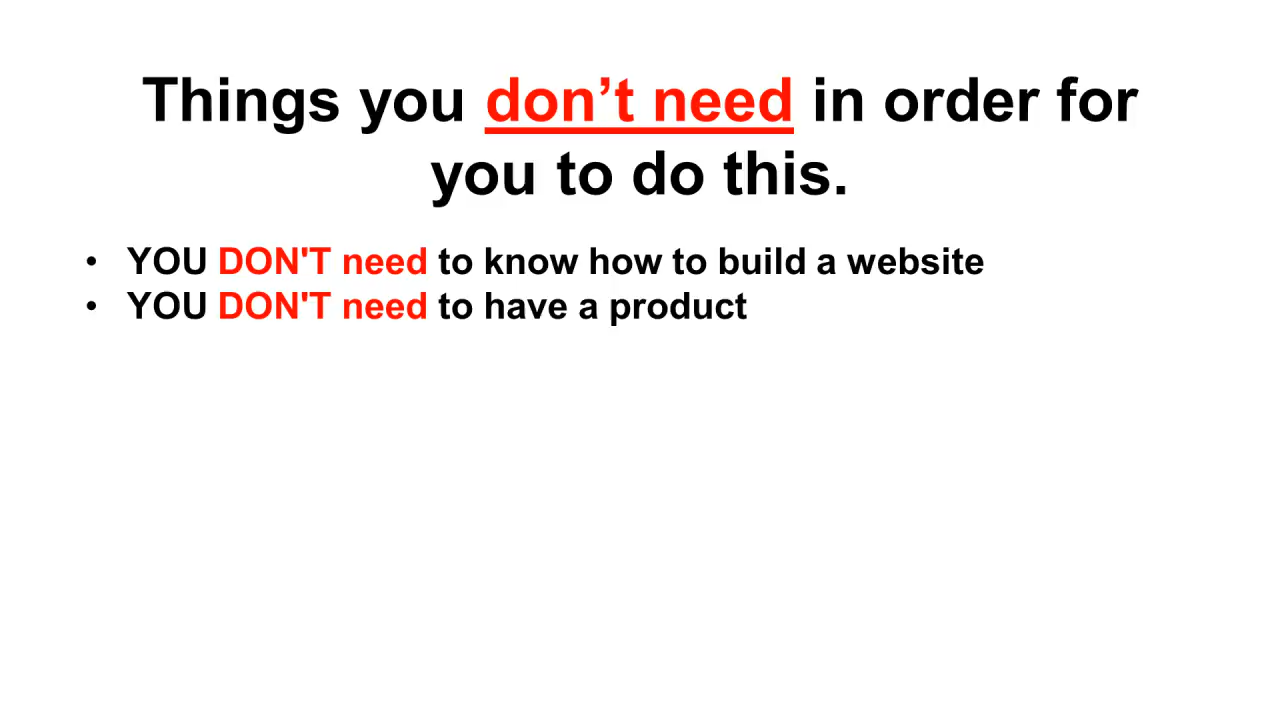 Things you don’t need in order for
you to do this.
• YOU DON'T need to know how to build a website
• YOU DON'T need to have a product